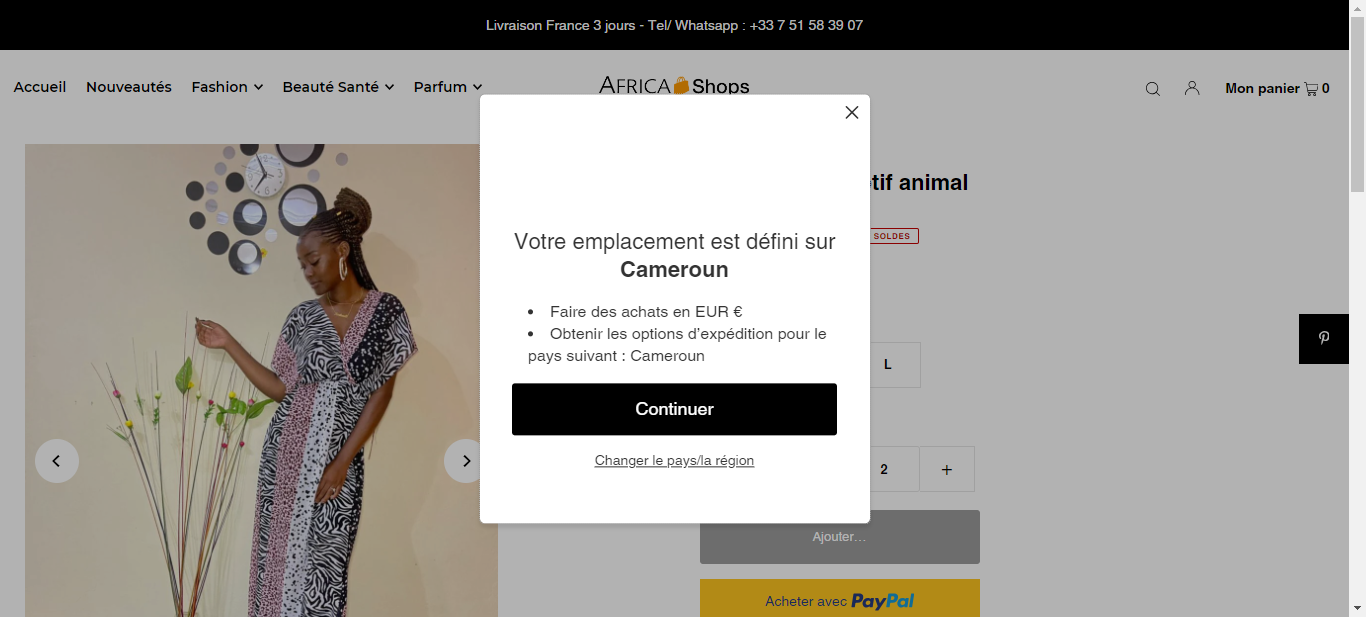 Livraison France 3 jours - Tel/ Whatsapp : +33 7 51 58 39 07
Accueil Nouveautés Fashion Beauté Santé Parfum AFRICA Shops Mon panier 0
animal
SOLDES
Votre emplacement est défini sur
Cameroun
• Faire des achats en EUR €
• Obtenir les options d'expédition pour le
pays suivant : Cameroun
L
Continuer
Changer le pays/la région
2 +
Ajouter…
Acheter avec PayPal